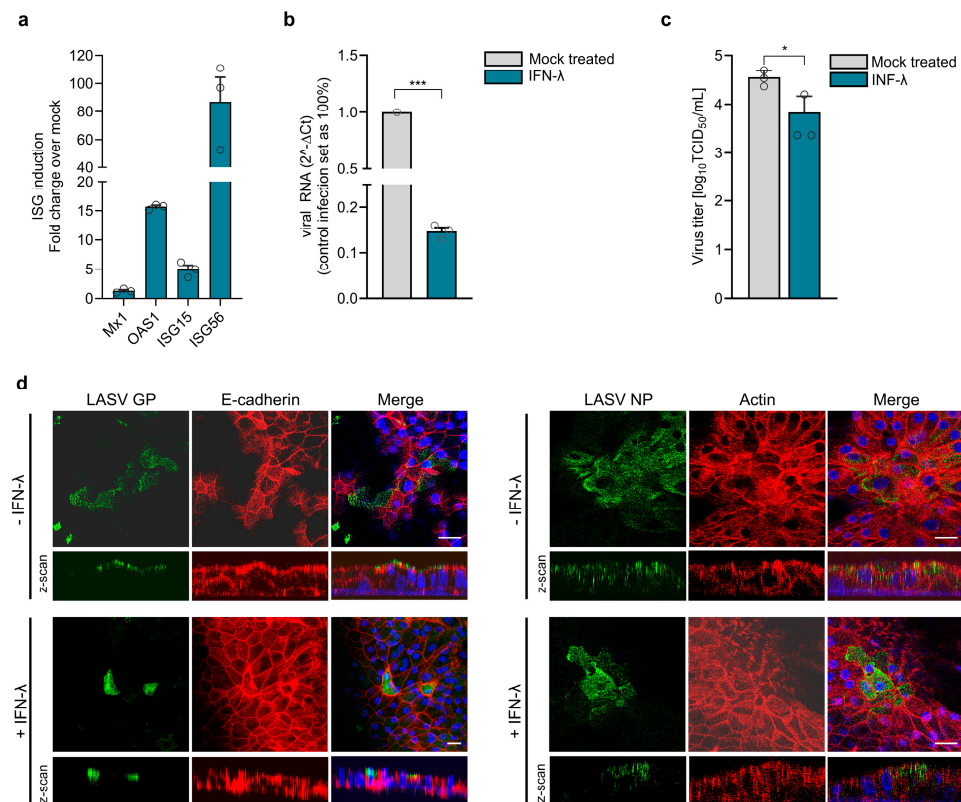 a
ISG induction
Fold change over mock
120
100
80
60
40
20
15
10
5
0
Mx1
OAS1
ISG15
ISG56
b
viral RNA (2^-ΔCt)
(control infection set as 100%)
1.5
1.0
0.5
0.2
0.1
0.0
***
Mock treated
IFN-λ
c
Virus titer [log10TCID50/mL]
5
4
3
2
1
0
*
Mock treated
INF-λ
d
LASV GP
E-cadherin
Merge
- IFN-λ
z-scan
+ IFN-λ
z-scan
LASV NP
Actin
Merge
- IFN-λ
z-scan
+ IFN-λ
z-scan